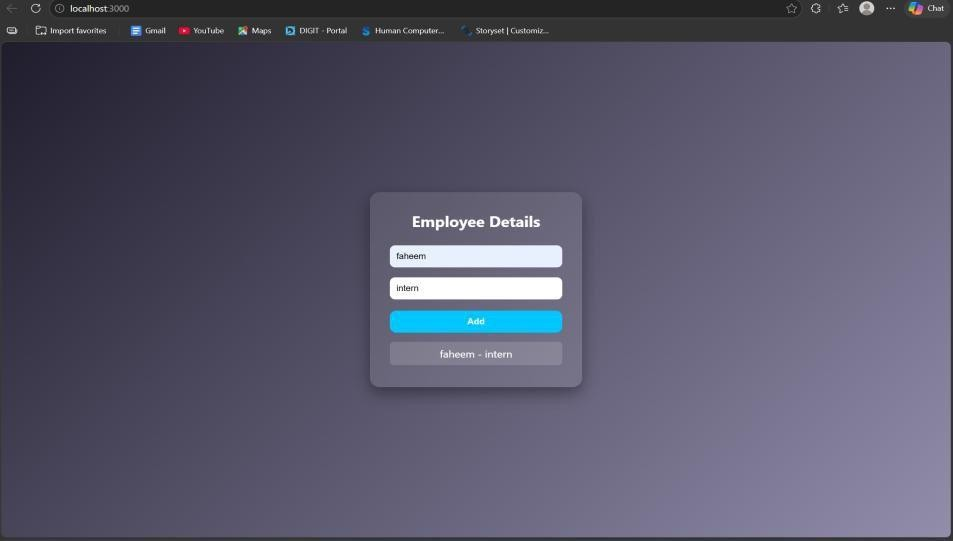 localhost:3000
Chat
Import favorites
Gmail
YouTube
Maps
DIGIT - Portal
Human Computer...
Storyset | Customiz...
Employee Details
faheem
intern
Add
faheem - intern